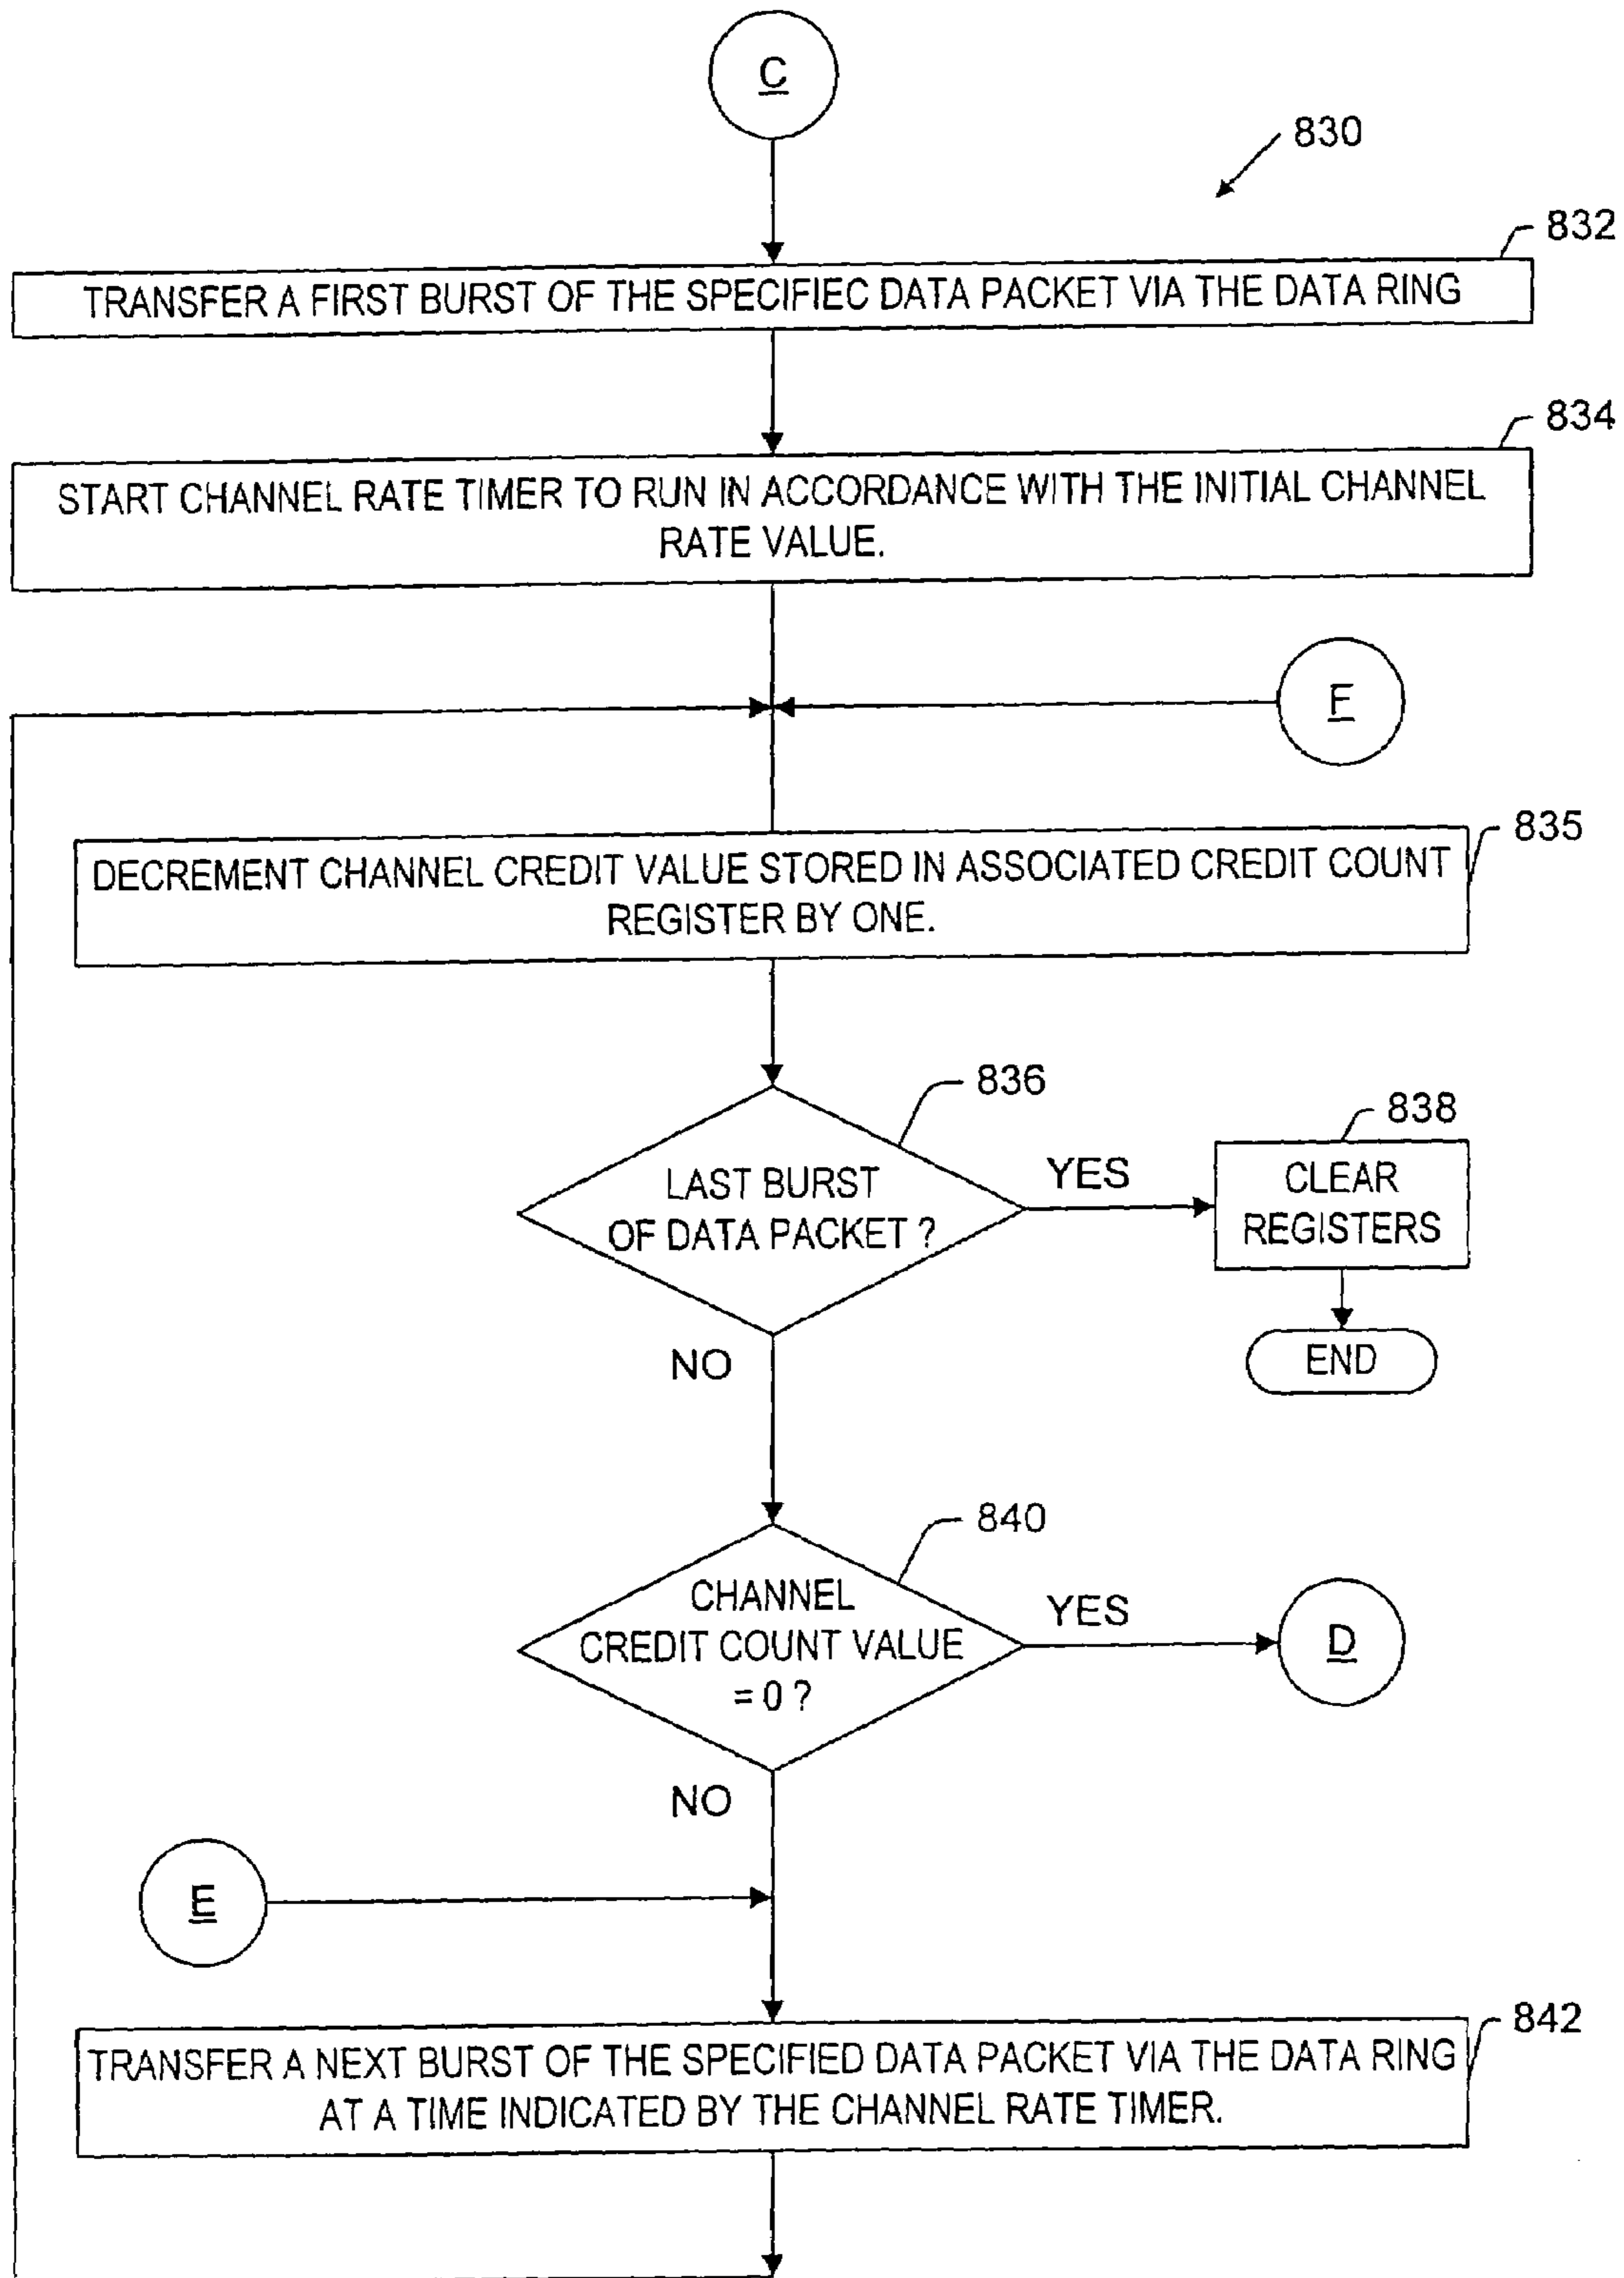 C
830
832
TRANSFER A FIRST BURST OF THE SPECIFIEC DATA PACKET VIA THE DATA RING
834
START CHANNEL RATE TIMER TO RUN IN ACCORDANCE WITH THE INITIAL CHANNEL
RATE VALUE.
F
835
DECREMENT CHANNEL CREDIT VALUE STORED IN ASSOCIATED CREDIT COUNT
REGISTER BY ONE.
836
LAST BURST
OF DATA PACKET ?
YES
838
CLEAR
REGISTERS
END
NO
840
CHANNEL
CREDIT COUNT VALUE
= 0 ?
YES
D
NO
E
842
TRANSFER A NEXT BURST OF THE SPECIFIED DATA PACKET VIA THE DATA RING
AT A TIME INDICATED BY THE CHANNEL RATE TIMER.